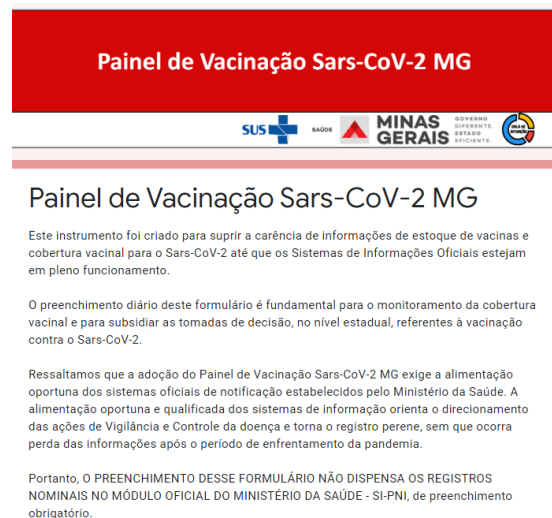 Painel de Vacinação Sars-CoV-2 MG
SUS SAÚDE MINAS GERAIS GOVERNO DIFERENTE. ESTADO EFICIENTE.
Painel de Vacinação Sars-CoV-2 MG
Este instrumento foi criado para suprir a carência de informações de estoque de vacinas e
cobertura vacinal para o Sars-CoV-2 até que os Sistemas de Informações Oficiais estejam
em pleno funcionamento.
O preenchimento diário deste formulário é fundamental para o monitoramento da cobertura
vacinal e para subsidiar as tomadas de decisão, no nível estadual, referentes à vacinação
contra o Sars-CoV-2.
Ressaltamos que a adoção do Painel de Vacinação Sars-CoV-2 MG exige a alimentação
oportuna dos sistemas oficiais de notificação estabelecidos pelo Ministério da Saúde. A
alimentação oportuna e qualificada dos sistemas de informação orienta o direcionamento
das ações de Vigilância e Controle da doença e torna o registro perene, sem que ocorra
perda das informações após o período de enfrentamento da pandemia.
Portanto, O PREENCHIMENTO DESSE FORMULÁRIO NÃO DISPENSA OS REGISTROS
NOMINAIS NO MÓDULO OFICIAL DO MINISTÉRIO DA SAÚDE - SI-PNI, de preenchimento
obrigatório.